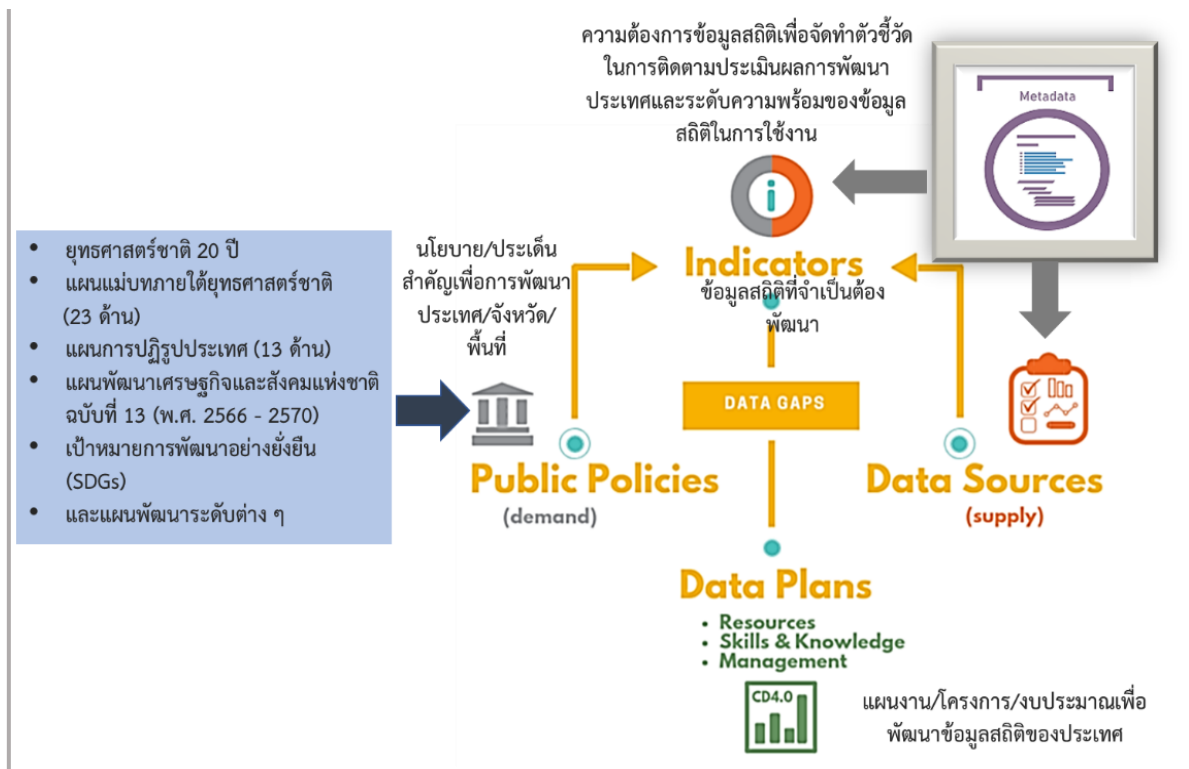 ความต้องการข้อมูลสถิติเพื่อจัดทำตัวชี้วัด
ในการติดตามประเมินผลการพัฒนา
ประเทศและระดับความพร้อมของข้อมูล
สถิติในการใช้งาน
Metadata
i
• ยุทธศาสตร์ชาติ 20 ปี
• แผนแม่บทภายใต้ยุทธศาสตร์ชาติ
(23 ด้าน)
• แผนการปฏิรูปประเทศ (13 ด้าน)
• แผนพัฒนาเศรษฐกิจและสังคมแห่งชาติ
ฉบับที่ 13 (พ.ศ. 2566 - 2570)
• เป้าหมายการพัฒนาอย่างยั่งยืน
(SDGs)
• และแผนพัฒนาระดับต่าง ๆ
นโยบาย/ประเด็น
สำคัญเพื่อการพัฒนา
ประเทศ/จังหวัด/
พื้นที่
Indicators
ข้อมูลสถิติที่จำเป็นต้อง
พัฒนา
DATA GAPS
Public Policies
(demand)
Data Sources
(supply)
Data Plans
• Resources
• Skills & Knowledge
• Management
CD4.0
แผนงาน/โครงการ/งบประมาณเพื่อ
พัฒนาข้อมูลสถิติของประเทศ